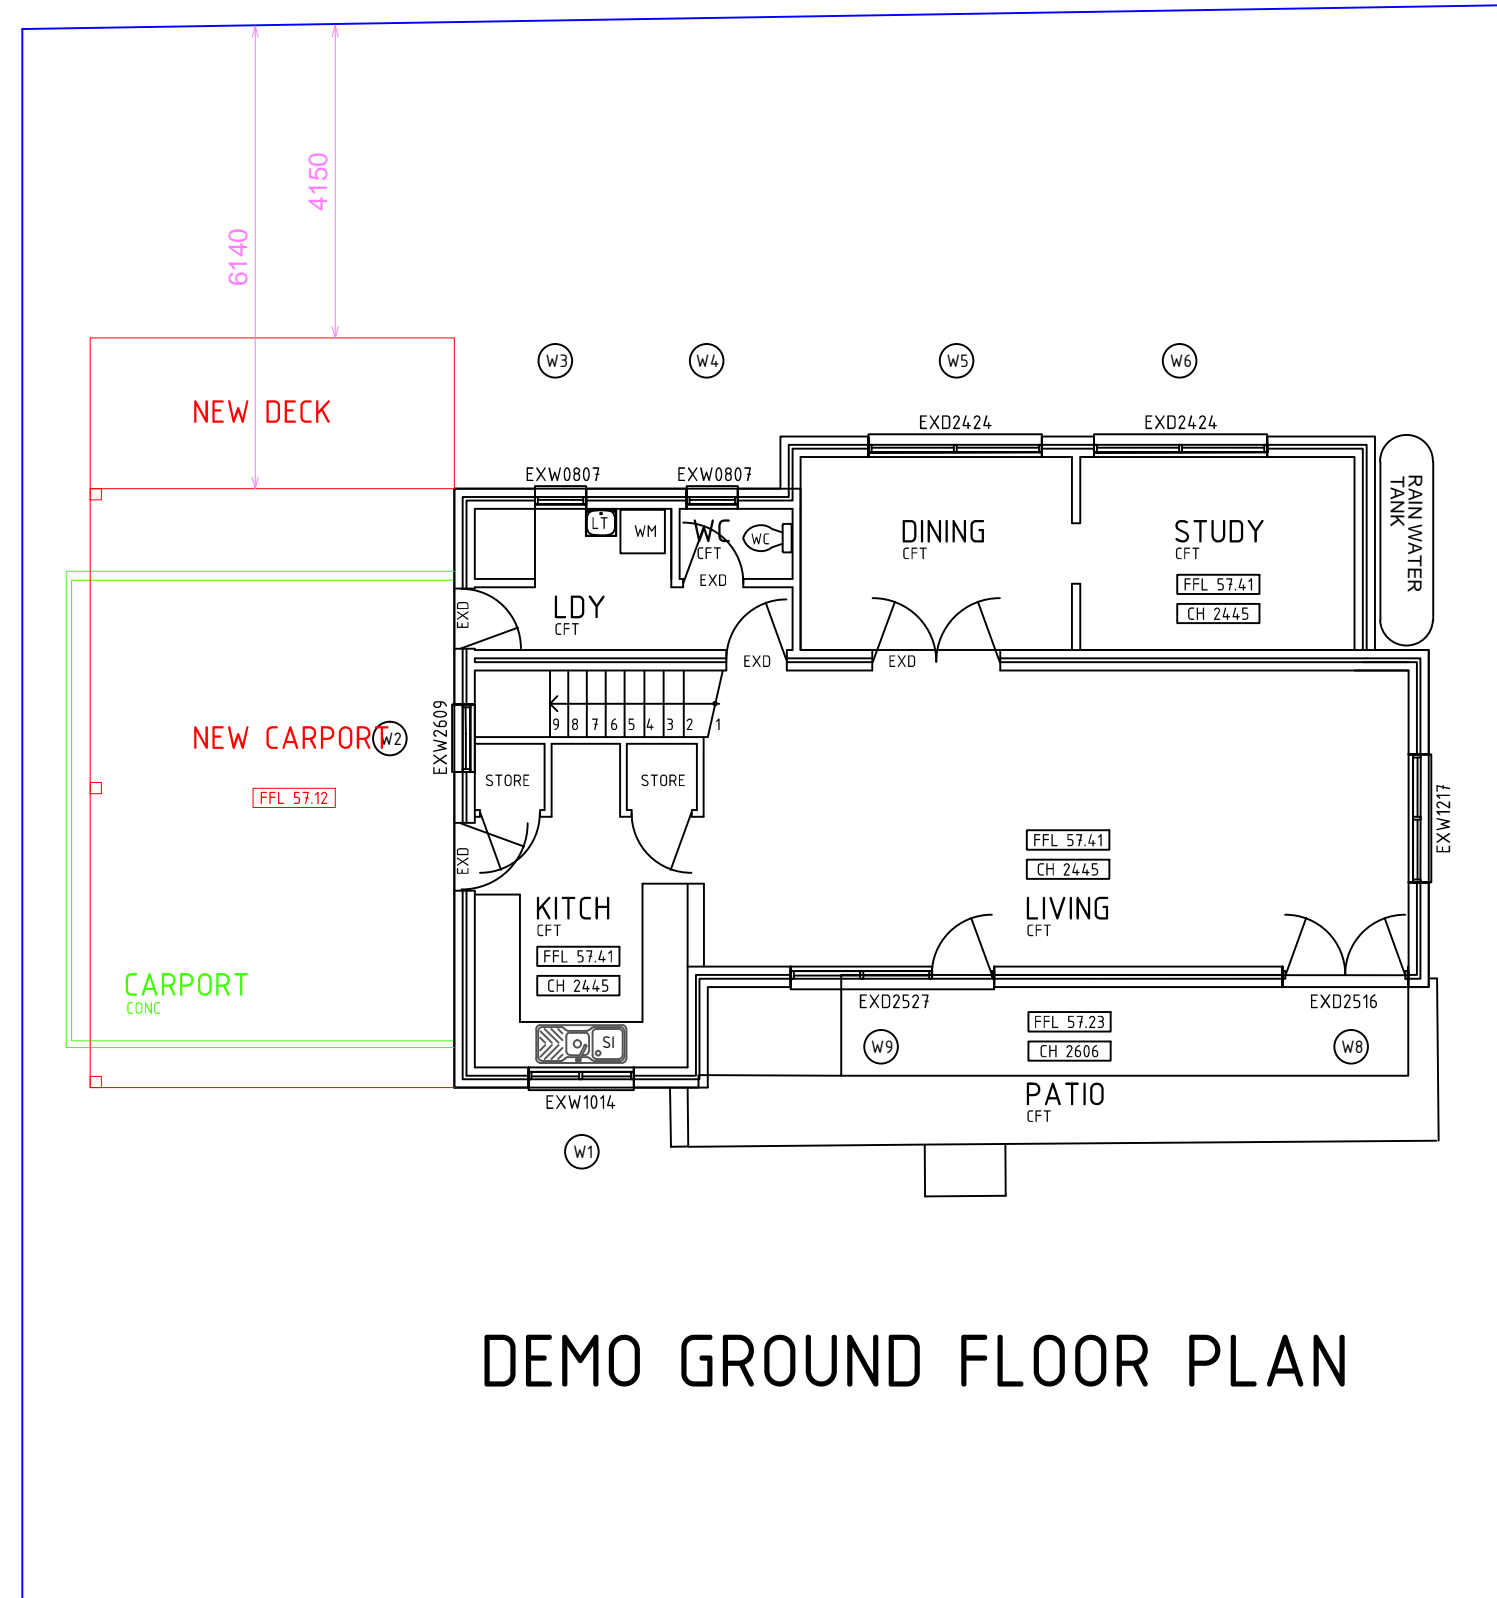 4150
6140
W3
W4
W5
W6
NEW DECK
EXD2424
EXD2424
EXW0807
EXW0807
RAIN WATER
TANK
LT
WM
WC
CFT
WC
EXD
DINING
CFT
STUDY
CFT
FFL 57.41
CH 2445
EXD
LDY
CFT
EXD
EXD
9
8
7
6
5
4
3
2
1
NEW CARPORT
W2
EXW2609
STORE
STORE
FFL 57.12
EXW1217
FFL 57.41
CH 2445
LIVING
CFT
EXD
KITCH
CFT
FFL 57.41
CH 2445
CARPORT
CONC
EXD2527
EXD2516
FFL 57.23
CH 2606
W9
W8
SI
PATIO
CFT
EXW1014
W1
DEMO GROUND FLOOR PLAN